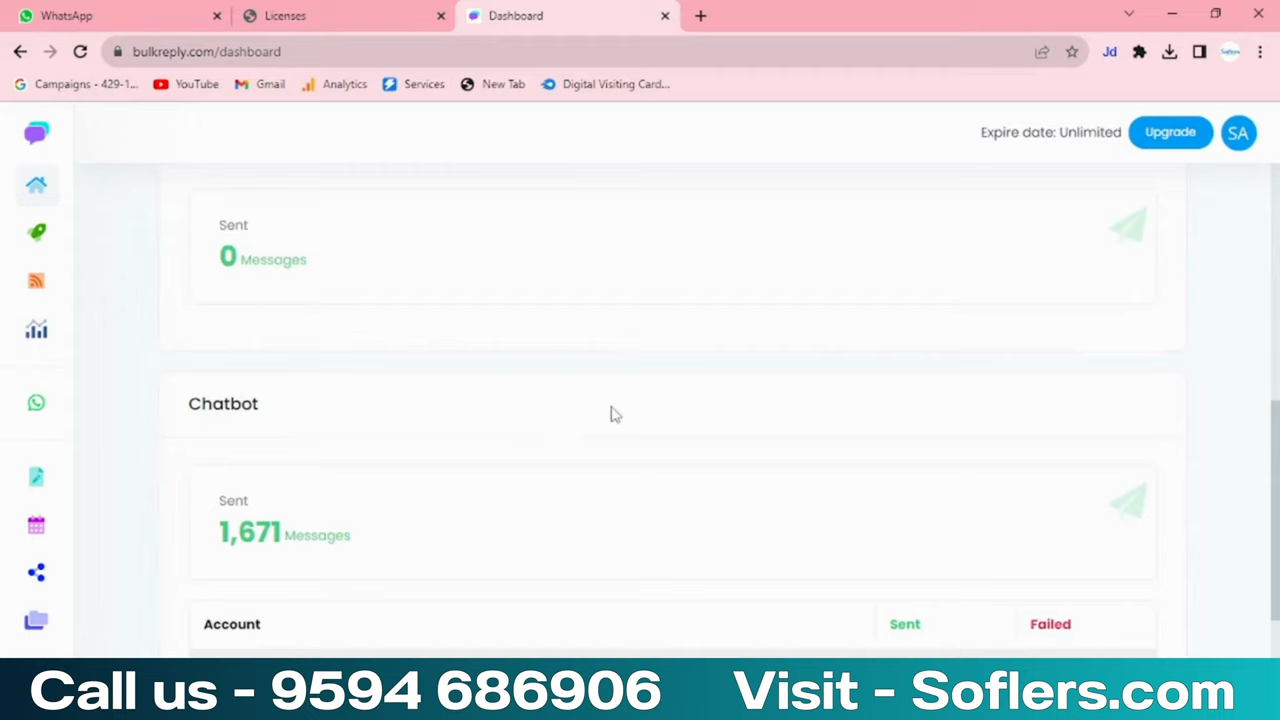 WhatsApp
Licenses
Dashboard
bulkreply.com/dashboard
Jd
Campaigns - 429-1...
YouTube
Gmail
Analytics
Services
New Tab
Digital Visiting Card...
Expire date: Unlimited
Upgrade
SA
Sent
0 Messages
Chatbot
Sent
1,671 Messages
Account
Sent
Failed
Call us - 9594 686906
Visit - Soflers.com